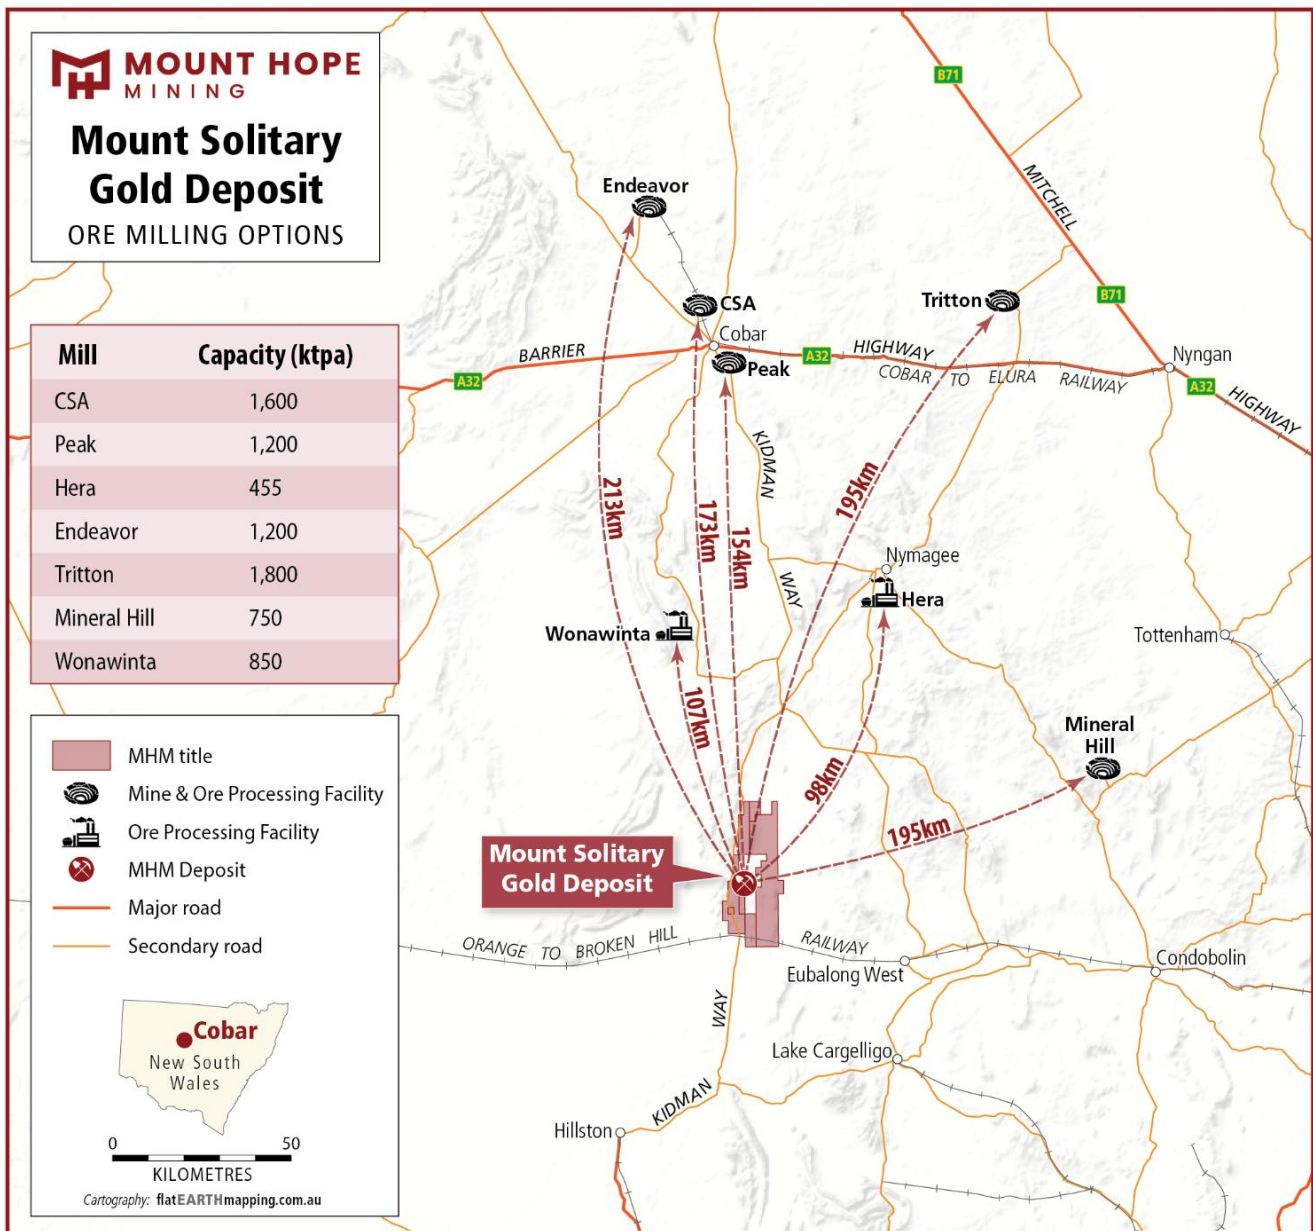 MOUNT HOPE
MINING
Mount Solitary
Gold Deposit
ORE MILLING OPTIONS
Mill Capacity (ktpa)
CSA 1,600
Peak 1,200
Hera 455
Endeavor 1,200
Tritton 1,800
Mineral Hill 750
Wonawinta 850
MHM title
Mine & Ore Processing Facility
Ore Processing Facility
MHM Deposit
Major road
Secondary road
Cobar
New South
Wales
0 50
KILOMETRES
Cartography: flatEARTHmapping.com.au
B71
MITCHELL
Endeavor
CSA
Tritton
B71
Cobar
BARRIER
A32
Peak
A32
HIGHWAY
COBAR TO ELURA RAILWAY
Nyngan
A32
HIGHWAY
KIDMAN
WAY
213km
173km
154km
195km
Nymagee
Hera
Wonawinta
107km
Tottenham
Mineral
Hill
98km
195km
Mount Solitary
Gold Deposit
ORANGE TO BROKEN HILL RAILWAY
Eubalong West
Condobolin
WAY
Lake Cargelligo
KIDMAN
Hillston